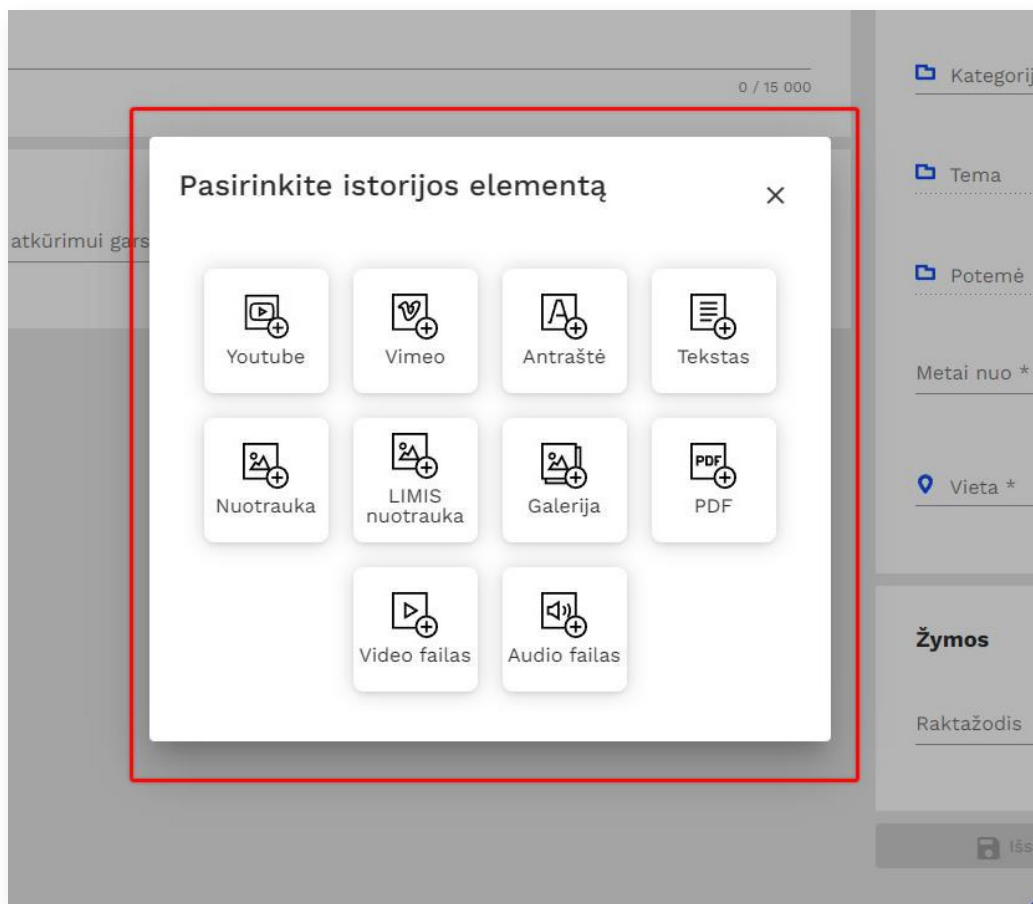 0 / 15 000
Kategorij
Pasirinkite istorijos elementą
Tema
atkūrimui gars
Potemė
Youtube
Vimeo
Antraštė
Tekstas
Metai nuo *
Vieta *
Nuotrauka
LIMIS
nuotrauka
Galerija
PDF
PDF
Video failas
Audio failas
Žymos
Raktažodis
Išs